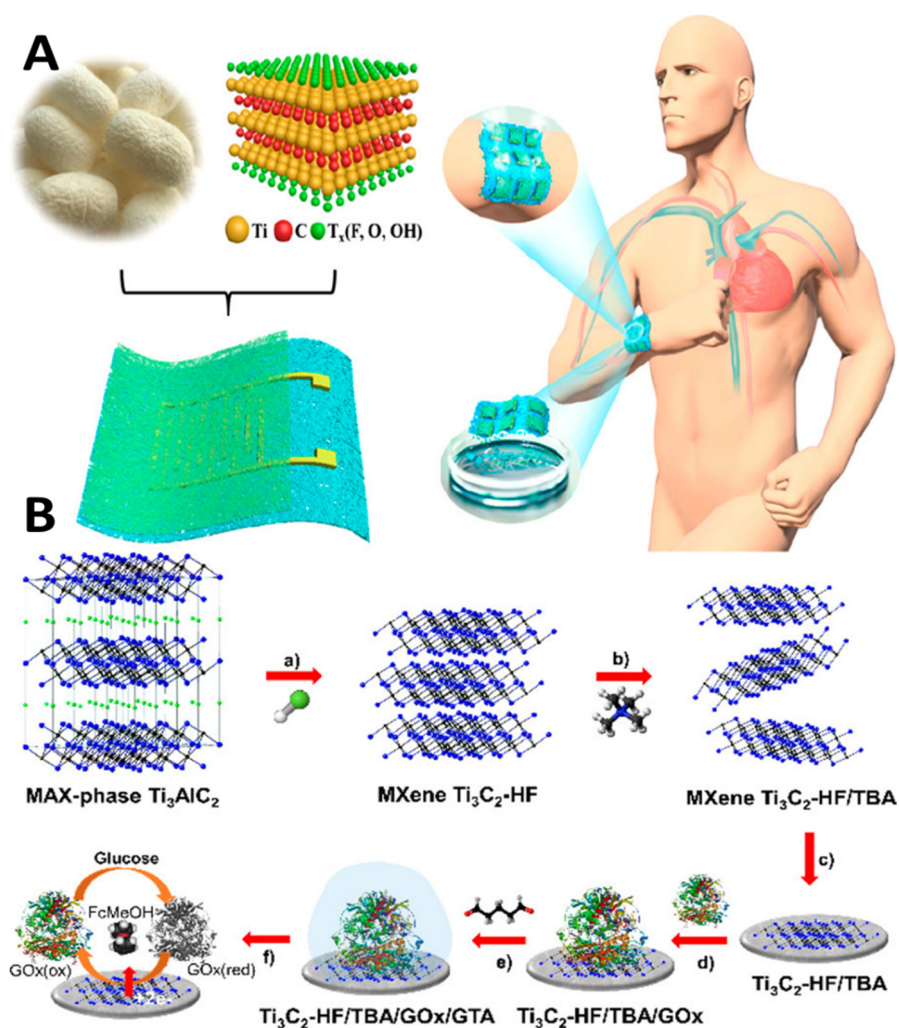 A
Ti C Tₓ(F, O, OH)
B
a)
b)
MAX-phase Ti₃AlC₂
MXene Ti₃C₂-HF
MXene Ti₃C₂-HF/TBA
c)
Glucose
FcMeOH
GOx(ox)
GOx(red)
f)
e)
d)
Ti₃C₂-HF/TBA/GOx/GTA
Ti₃C₂-HF/TBA/GOx
Ti₃C₂-HF/TBA